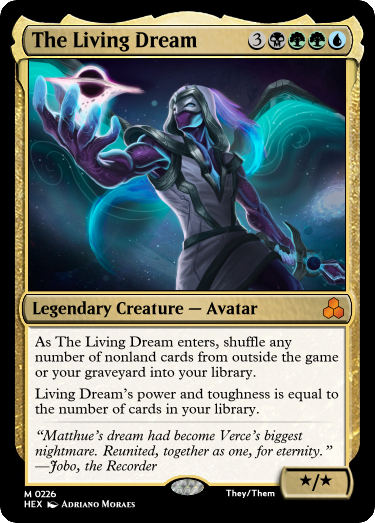 The Living Dream 3
Legendary Creature — Avatar
As The Living Dream enters, shuffle any
number of nonland cards from outside the game
or your graveyard into your library.
Living Dream's power and toughness is equal to
the number of cards in your library.
“Matthue's dream had become Verce's biggest
nightmare. Reunited, together as one, for eternity.”
—Jobo, the Recorder
★/★
M 0226
They/Them
HEX Adriano Moraes